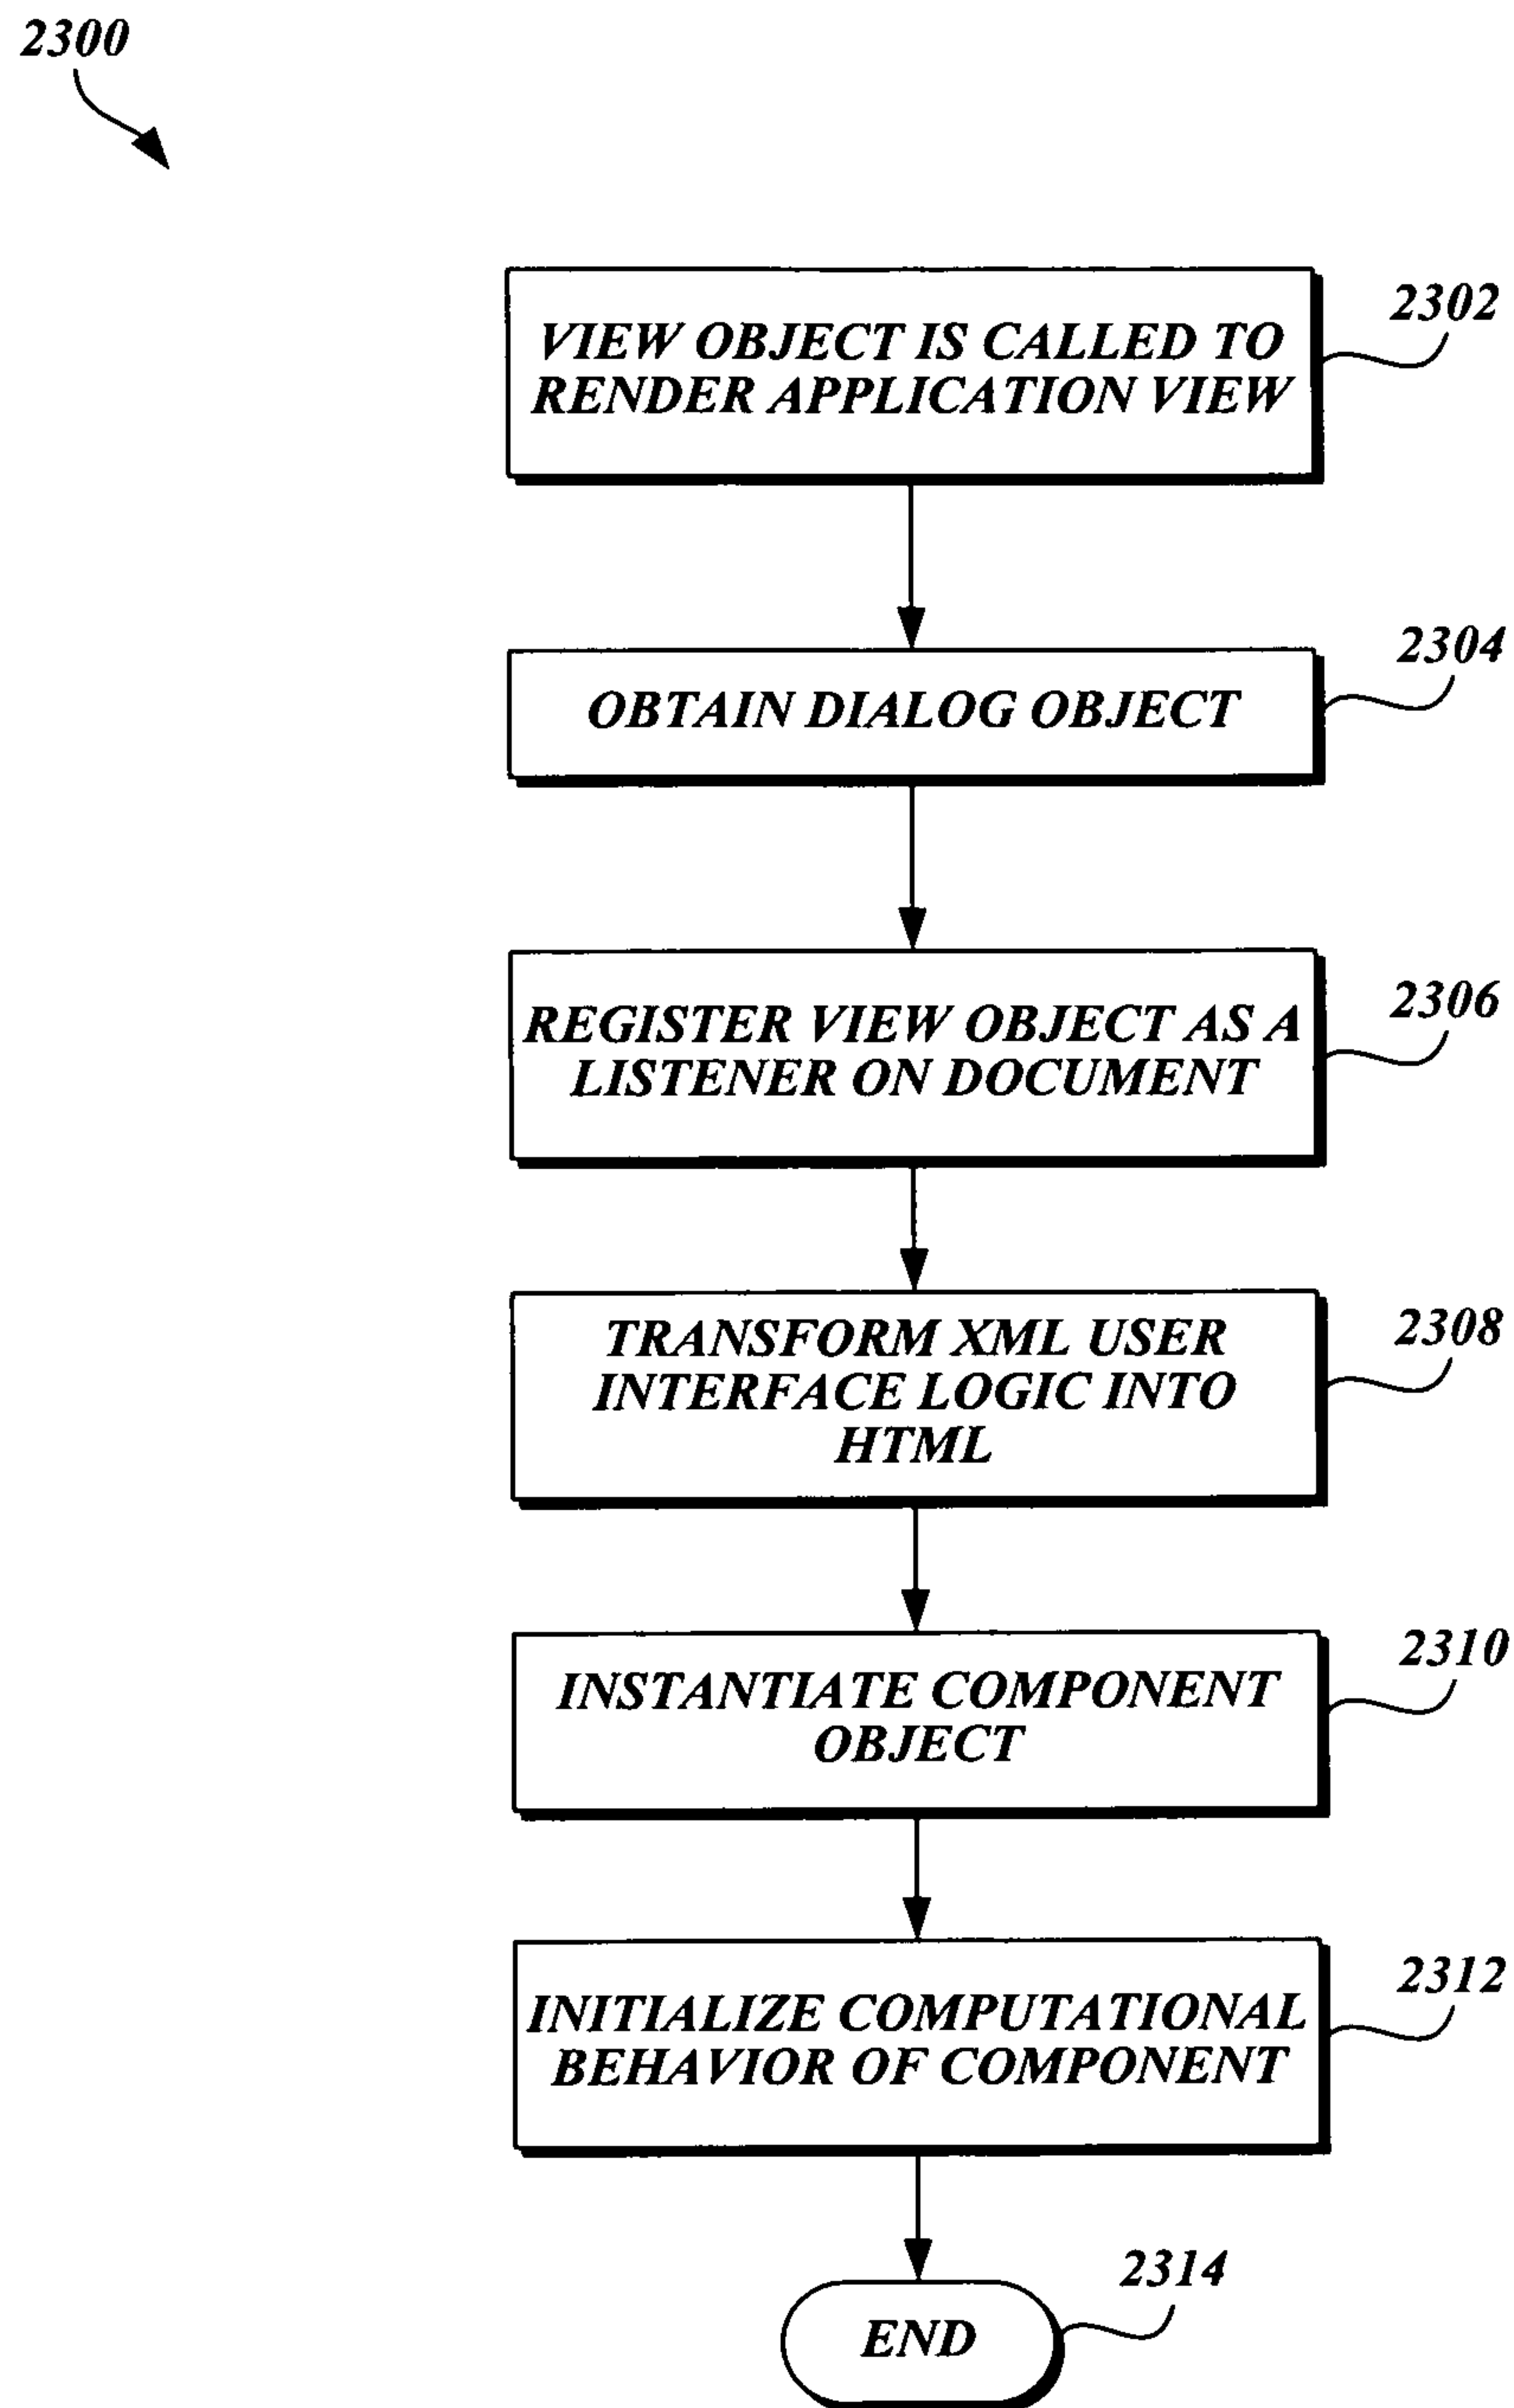 2300
VIEW OBJECT IS CALLED TO
RENDER APPLICATION VIEW
2302
OBTAIN DIALOG OBJECT
2304
REGISTER VIEW OBJECT AS A
LISTENER ON DOCUMENT
2306
TRANSFORM XML USER
INTERFACE LOGIC INTO
HTML
2308
INSTANTIATE COMPONENT
OBJECT
2310
INITIALIZE COMPUTATIONAL
BEHAVIOR OF COMPONENT
2312
END
2314